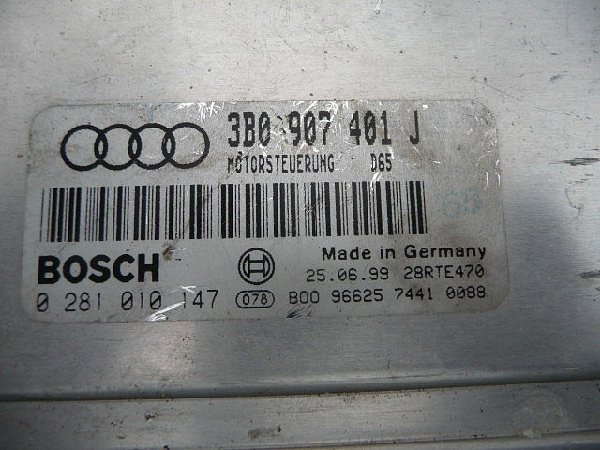 3B0 907 401 J
MOTORSTEUERUNG D65
BOSCH
Made in Germany
25.06.99 28RTE470
0 281 010 147 078 B00 96625 7441 0088